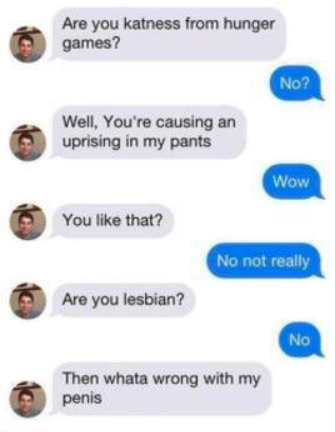 Are you katness from hunger
games?
No?
Well, You're causing an
uprising in my pants
Wow
You like that?
No not really
Are you lesbian?
No
Then whata wrong with my
penis